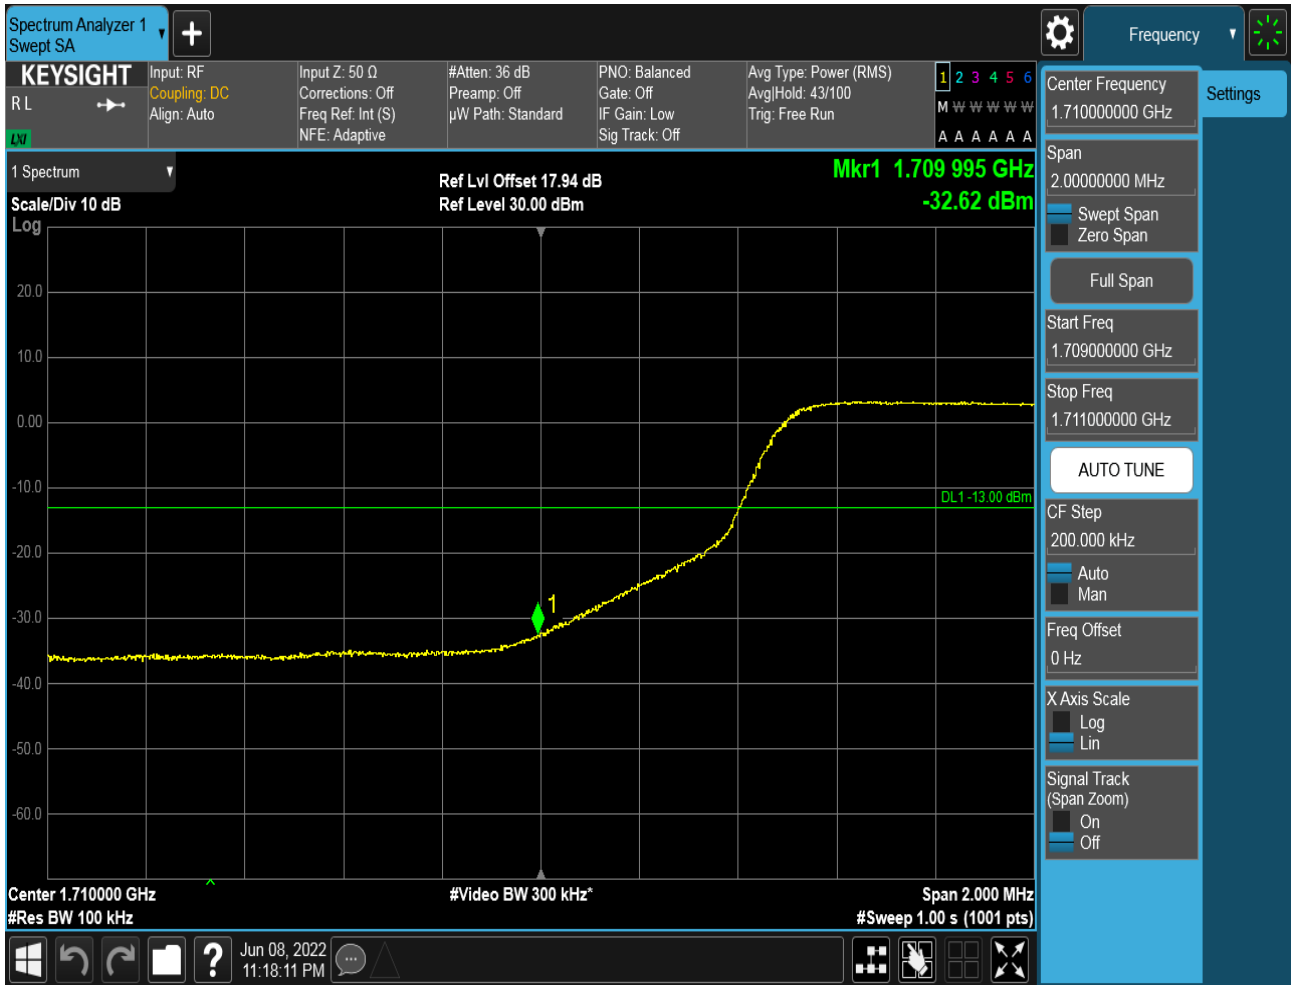 Spectrum Analyzer 1
Swept SA
Frequency
KEYSIGHT
R L
LXI
Input: RF
Coupling: DC
Align: Auto
Input Z: 50 Ω
Corrections: Off
Freq Ref: Int (S)
NFE: Adaptive
#Atten: 36 dB
Preamp: Off
µW Path: Standard
PNO: Balanced
Gate: Off
IF Gain: Low
Sig Track: Off
Avg Type: Power (RMS)
Avg|Hold: 43/100
Trig: Free Run
1 2 3 4 5 6
M W W W W W
A A A A A A
1 Spectrum
Scale/Div 10 dB
Log
Ref Lvl Offset 17.94 dB
Ref Level 30.00 dBm
Mkr1 1.709 995 GHz
-32.62 dBm
20.0
10.0
0.00
-10.0
-20.0
-30.0
-40.0
-50.0
-60.0
DL1 -13.00 dBm
1
Center 1.710000 GHz
#Res BW 100 kHz
#Video BW 300 kHz*
Span 2.000 MHz
#Sweep 1.00 s (1001 pts)
Center Frequency
1.710000000 GHz
Span
2.00000000 MHz
Swept Span
Zero Span
Full Span
Start Freq
1.709000000 GHz
Stop Freq
1.711000000 GHz
AUTO TUNE
CF Step
200.000 kHz
Auto
Man
Freq Offset
0 Hz
X Axis Scale
Log
Lin
Signal Track
(Span Zoom)
On
Off
Settings
?
Jun 08, 2022
11:18:11 PM